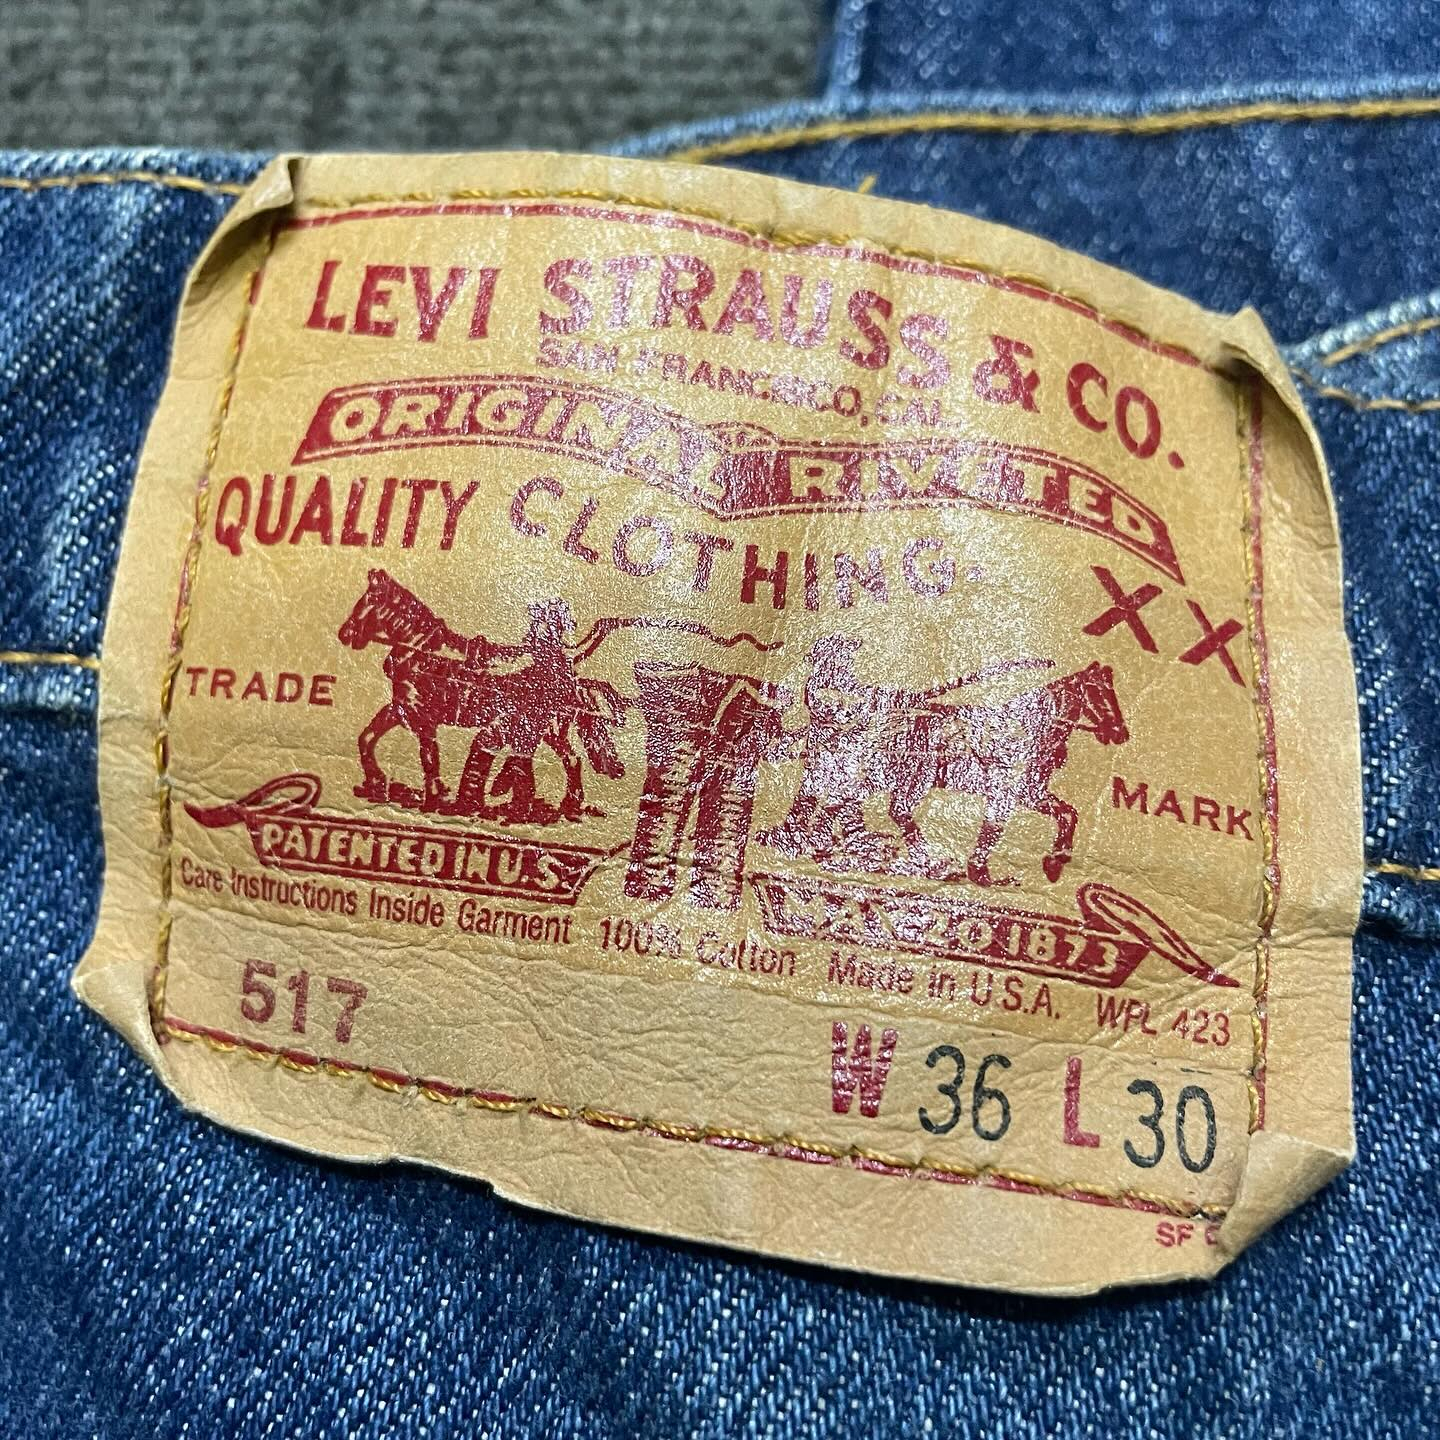 LEVI STRAUSS & CO.
SAN FRANCISCO, CAL.
ORIGINAL RIVETED
QUALITY CLOTHING.
XX
TRADE MARK
PATENTED IN U.S. MAY 20 1873
Care Instructions Inside Garment 100% Cotton Made in U.S.A. WPL 423
517 W 36 L 30
SF